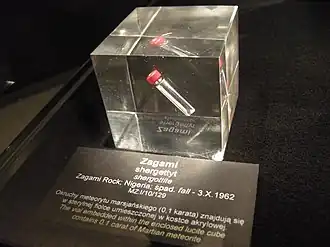 Zagami
shergottyt
shergottite
Zagami Rock; Nigeria; spad. fall - 3.X.1962
MZ I/10/129
Okruchy meteorytu marsjańskiego (0.1 karata) znajdują się
w sterylnej fiolce umieszczonej w kostce akrylowej.
The vial embedded within the enclosed lucite cube
contains 0.1 carat of Martian meteorite